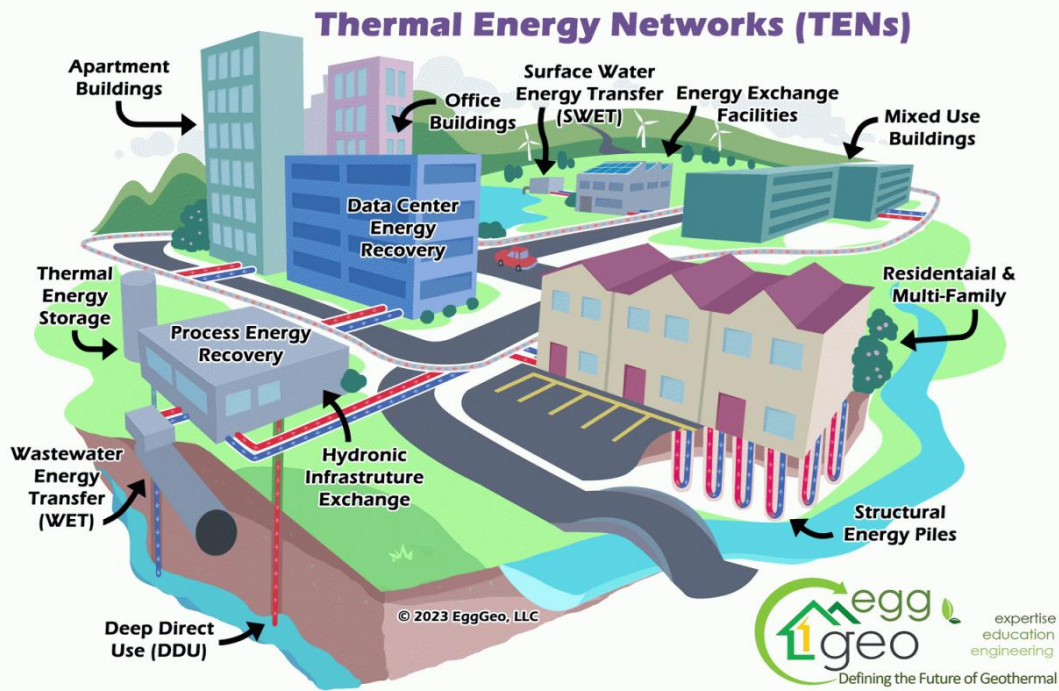 Thermal Energy Networks (TENs)
Apartment
Buildings
Office
Buildings
Surface Water
Energy Transfer
(SWET)
Energy Exchange
Facilities
Mixed Use
Buildings
Data Center
Energy
Recovery
Thermal
Energy
Storage
Process Energy
Recovery
Residentaial &
Multi-Family
Wastewater
Energy
Transfer
(WET)
Hydronic
Infrastruture
Exchange
Structural
Energy Piles
Deep Direct
Use (DDU)
© 2023 EggGeo, LLC
egg
geo
expertise
education
engineering
Defining the Future of Geothermal